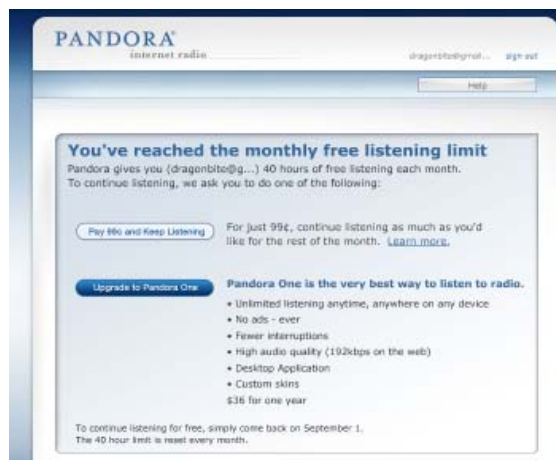 PANDORA
internet radio
dragonbite@gmail... sign out
Help
You've reached the monthly free listening limit
Pandora gives you (dragonbite@g...) 40 hours of free listening each month.
To continue listening, we ask you to do one of the following:
Pay 99¢ and Keep Listening
For just 99¢, continue listening as much as you'd
like for the rest of the month. Learn more.
Upgrade to Pandora One
Pandora One is the very best way to listen to radio.
• Unlimited listening anytime, anywhere on any device
• No ads - ever
• Fewer interruptions
• High audio quality (192kbps on the web)
• Desktop Application
• Custom skins
$36 for one year
To continue listening for free, simply come back on September 1.
The 40 hour limit is reset every month.